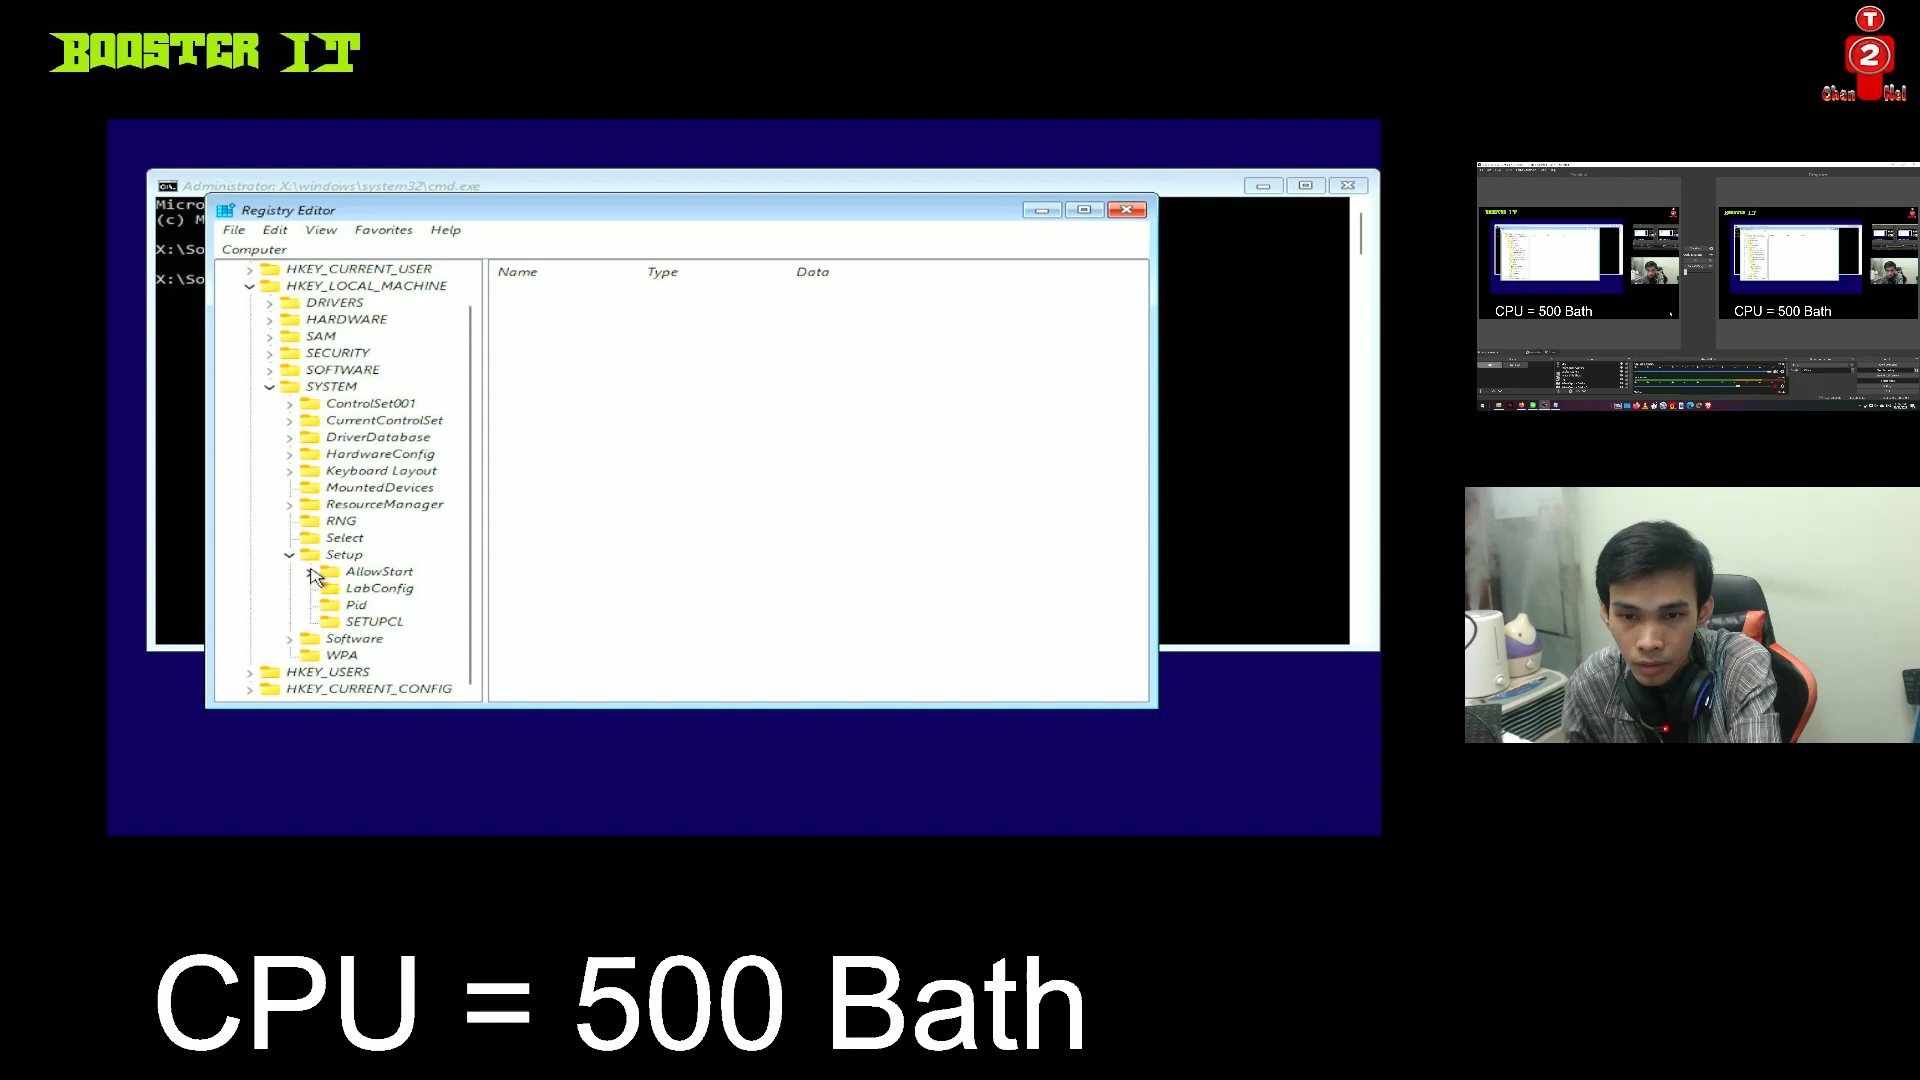 BOOSTER IT
T
2
Chan Nel
Administrator: X:\windows\system32\cmd.exe
Micro
(c) M
X:\So
X:\So
Registry Editor
File Edit View Favorites Help
Computer
Name Type Data
HKEY_CURRENT_USER
HKEY_LOCAL_MACHINE
DRIVERS
HARDWARE
SAM
SECURITY
SOFTWARE
SYSTEM
ControlSet001
CurrentControlSet
DriverDatabase
HardwareConfig
Keyboard Layout
MountedDevices
ResourceManager
RNG
Select
Setup
AllowStart
LabConfig
Pid
SETUPCL
Software
WPA
HKEY_USERS
HKEY_CURRENT_CONFIG
CPU = 500 Bath
CPU = 500 Bath
CPU = 500 Bath